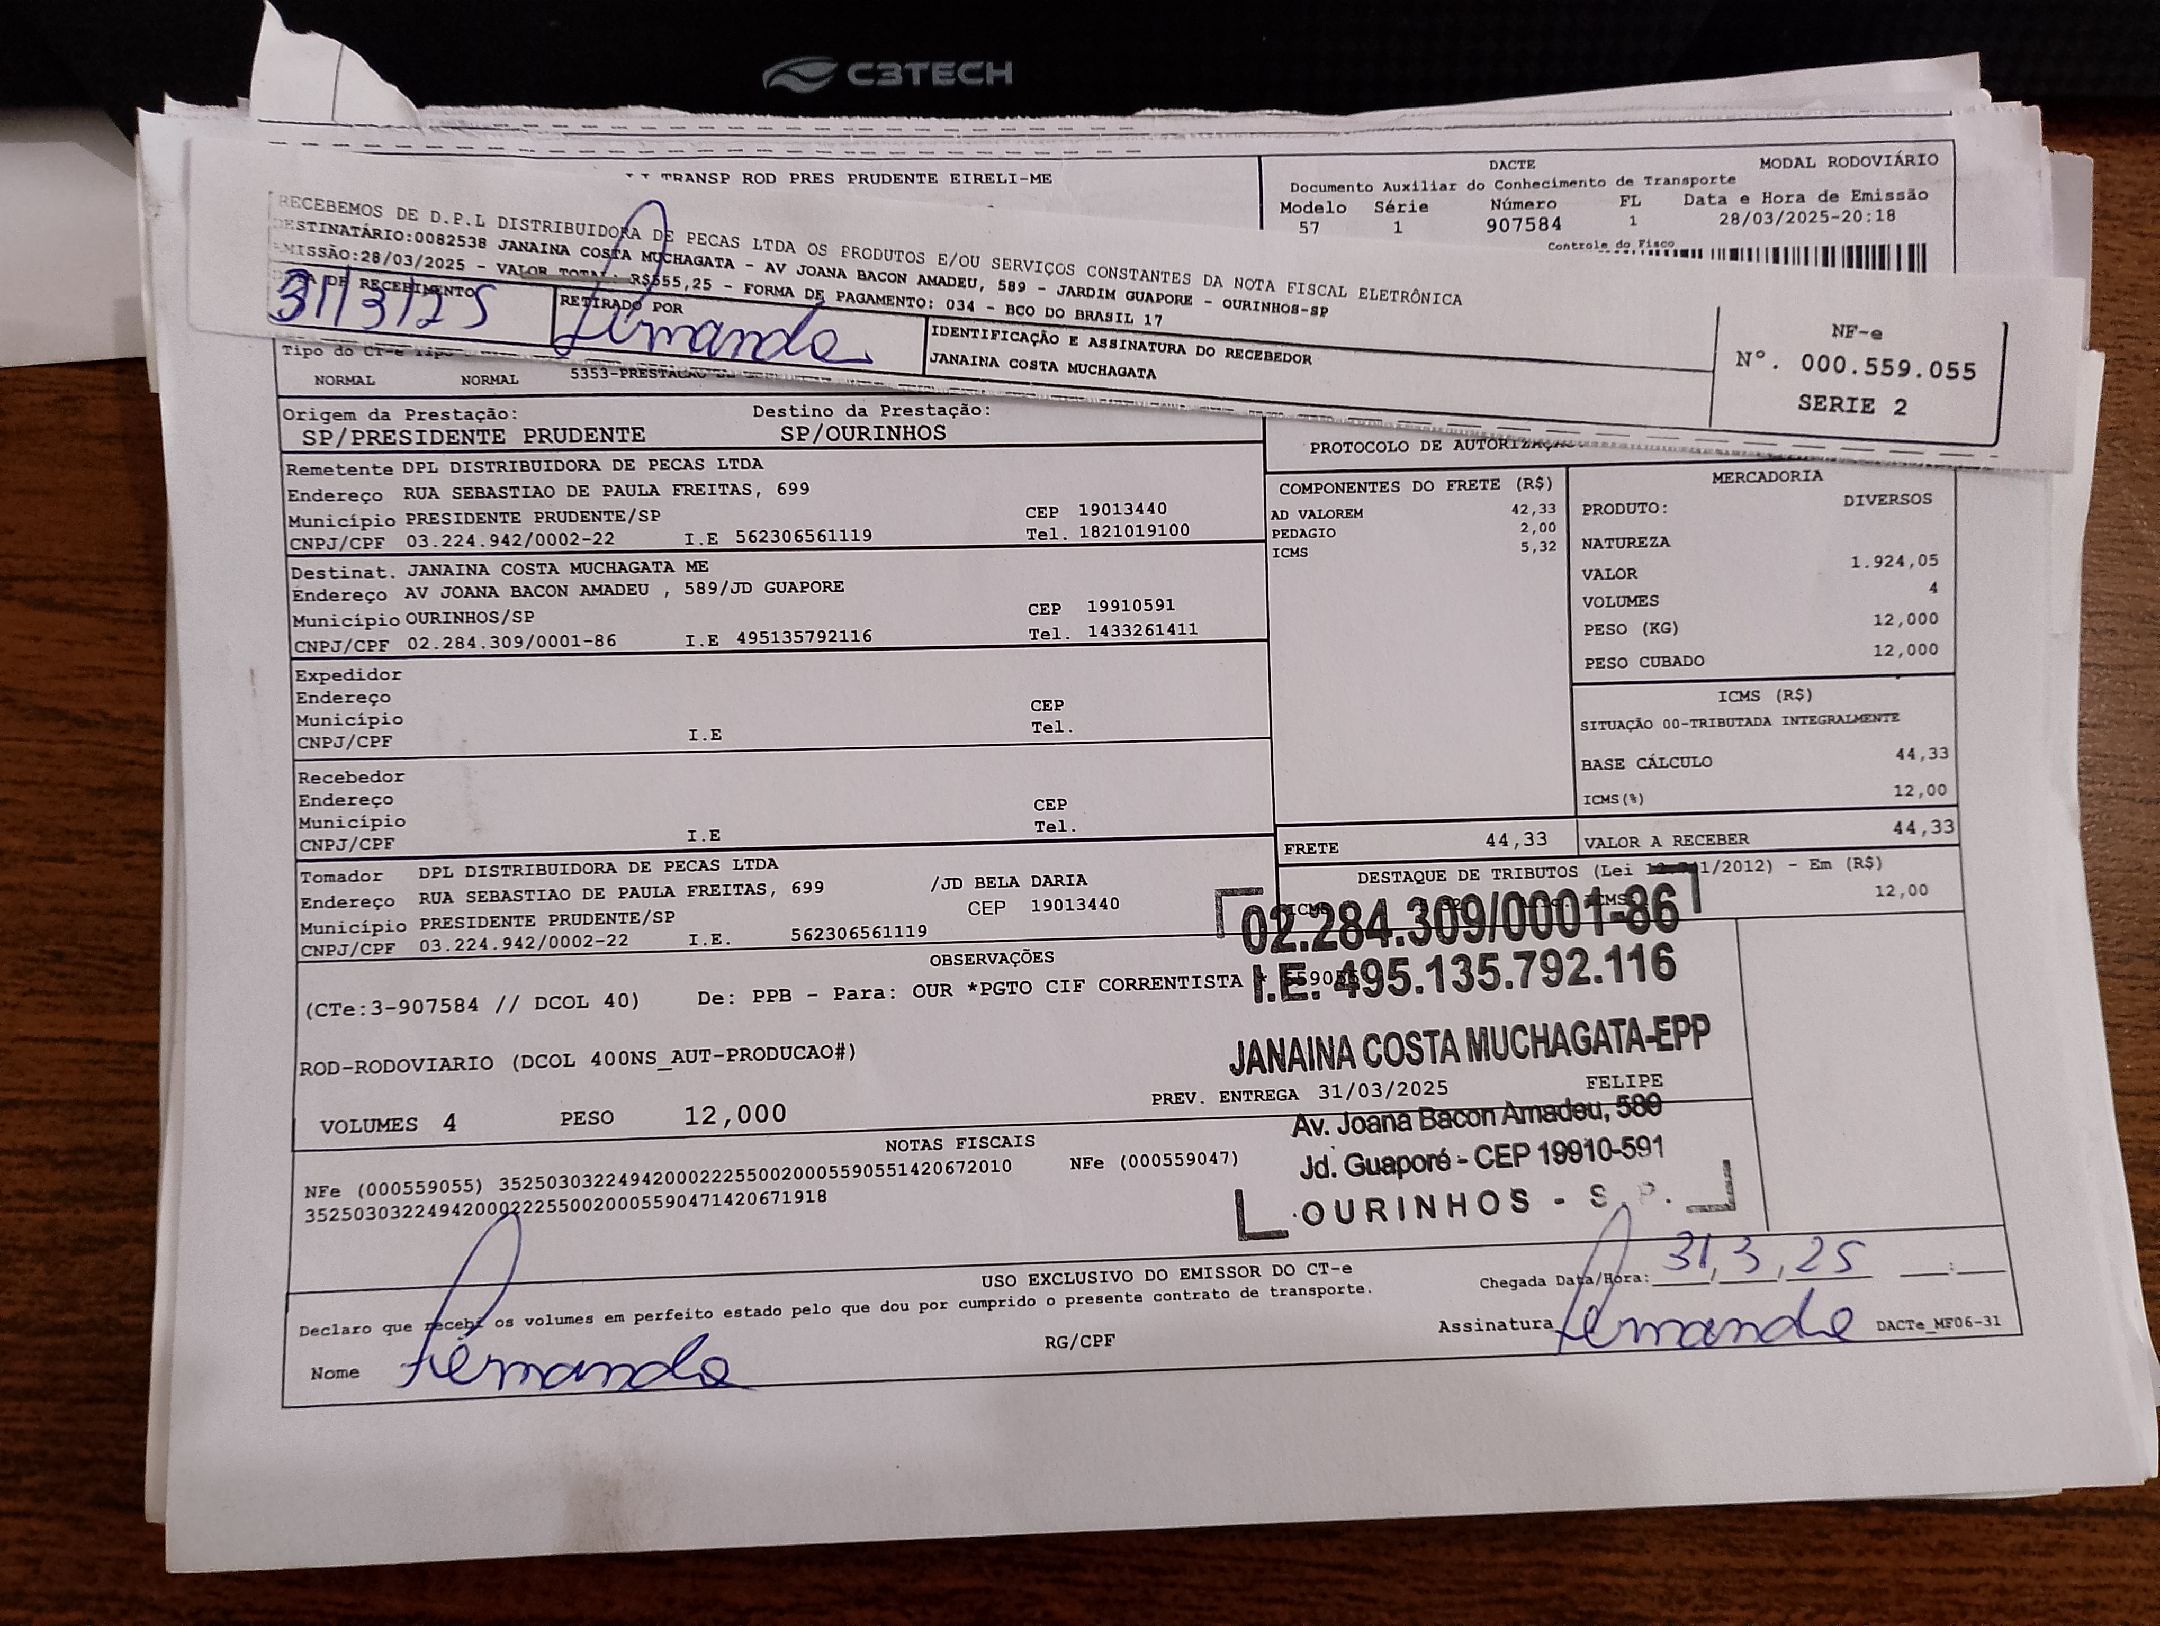 C3TECH
TRANSP ROD PRES PRUDENTE EIRELI-ME
DACTE
MODAL RODOVIÁRIO
Documento Auxiliar do Conhecimento de Transporte
Modelo Série Número FL Data e Hora de Emissão
57 1 907584 1 28/03/2025-20:18
Controle do Fisco
RECEBEMOS DE D.P.L DISTRIBUIDORA DE PECAS LTDA OS PRODUTOS E/OU SERVIÇOS CONSTANTES DA NOTA FISCAL ELETRÔNICA
DESTINATÁRIO:0082538 JANAINA COSTA MUCHAGATA - AV JOANA BACON AMADEU, 589 - JARDIM GUAPORE - OURINHOS-SP
EMISSÃO:28/03/2025 - VALOR TOTAL: R$555,25 - FORMA DE PAGAMENTO: 034 - BCO DO BRASIL 17
DE RECEBIMENTO
31/3/25
RETIRADO POR
Fernanda
IDENTIFICAÇÃO E ASSINATURA DO RECEBEDOR
JANAINA COSTA MUCHAGATA
NF-e
Nº. 000.559.055
SERIE 2
Tipo do CT-e
NORMAL NORMAL
Origem da Prestação: Destino da Prestação:
SP/PRESIDENTE PRUDENTE SP/OURINHOS
PROTOCOLO DE
Remetente DPL DISTRIBUIDORA DE PECAS LTDA
Endereço RUA SEBASTIAO DE PAULA FREITAS, 699
Município PRESIDENTE PRUDENTE/SP CEP 19013440
CNPJ/CPF 03.224.942/0002-22 I.E 562306561119 Tel. 1821019100
Destinat. JANAINA COSTA MUCHAGATA ME
Endereço AV JOANA BACON AMADEU , 589/JD GUAPORE
Município OURINHOS/SP CEP 19910591
CNPJ/CPF 02.284.309/0001-86 I.E 495135792116 Tel. 1433261411
Expedidor
Endereço
Município CEP
CNPJ/CPF I.E Tel.
Recebedor
Endereço
Município CEP
CNPJ/CPF I.E Tel.
Tomador DPL DISTRIBUIDORA DE PECAS LTDA
Endereço RUA SEBASTIAO DE PAULA FREITAS, 699 /JD BELA DARIA
Município PRESIDENTE PRUDENTE/SP CEP 19013440
CNPJ/CPF 03.224.942/0002-22 I.E. 562306561119
COMPONENTES DO FRETE (R$)
AD VALOREM 42,33
PEDAGIO 2,00
ICMS 5,32
MERCADORIA
PRODUTO: DIVERSOS
NATUREZA
VALOR 1.924,05
VOLUMES 4
PESO (KG) 12,000
PESO CUBADO 12,000
ICMS (R$)
SITUAÇÃO 00-TRIBUTADA INTEGRALMENTE
BASE CÁLCULO 44,33
ICMS(%) 12,00
FRETE 44,33
VALOR A RECEBER 44,33
DESTAQUE DE TRIBUTOS (Lei /2012) - Em (R$)
12,00
OBSERVAÇÕES
(CTe:3-907584 // DCOL 40) De: PPB - Para: OUR *PGTO CIF CORRENTISTA *
ROD-RODOVIARIO (DCOL 400NS_AUT-PRODUCAO#)
PREV. ENTREGA 31/03/2025 FELIPE
VOLUMES 4 PESO 12,000
02.284.309/0001-86
I.E. 495.135.792.116
JANAINA COSTA MUCHAGATA-EPP
Av. Joana Bacon Amadeu, 589
Jd. Guaporé - CEP 19910-591
OURINHOS - S.P.
NOTAS FISCAIS
NFe (000559055) 35250303224942000222550020005590551420672010 NFe (000559047)
35250303224942000222550020005590471420671918
USO EXCLUSIVO DO EMISSOR DO CT-e
Declaro que recebi os volumes em perfeito estado pelo que dou por cumprido o presente contrato de transporte.
Chegada Data/Hora: 31,3,25 :
Nome Fernanda
RG/CPF
Assinatura Fernanda
DACTe_MF06-31